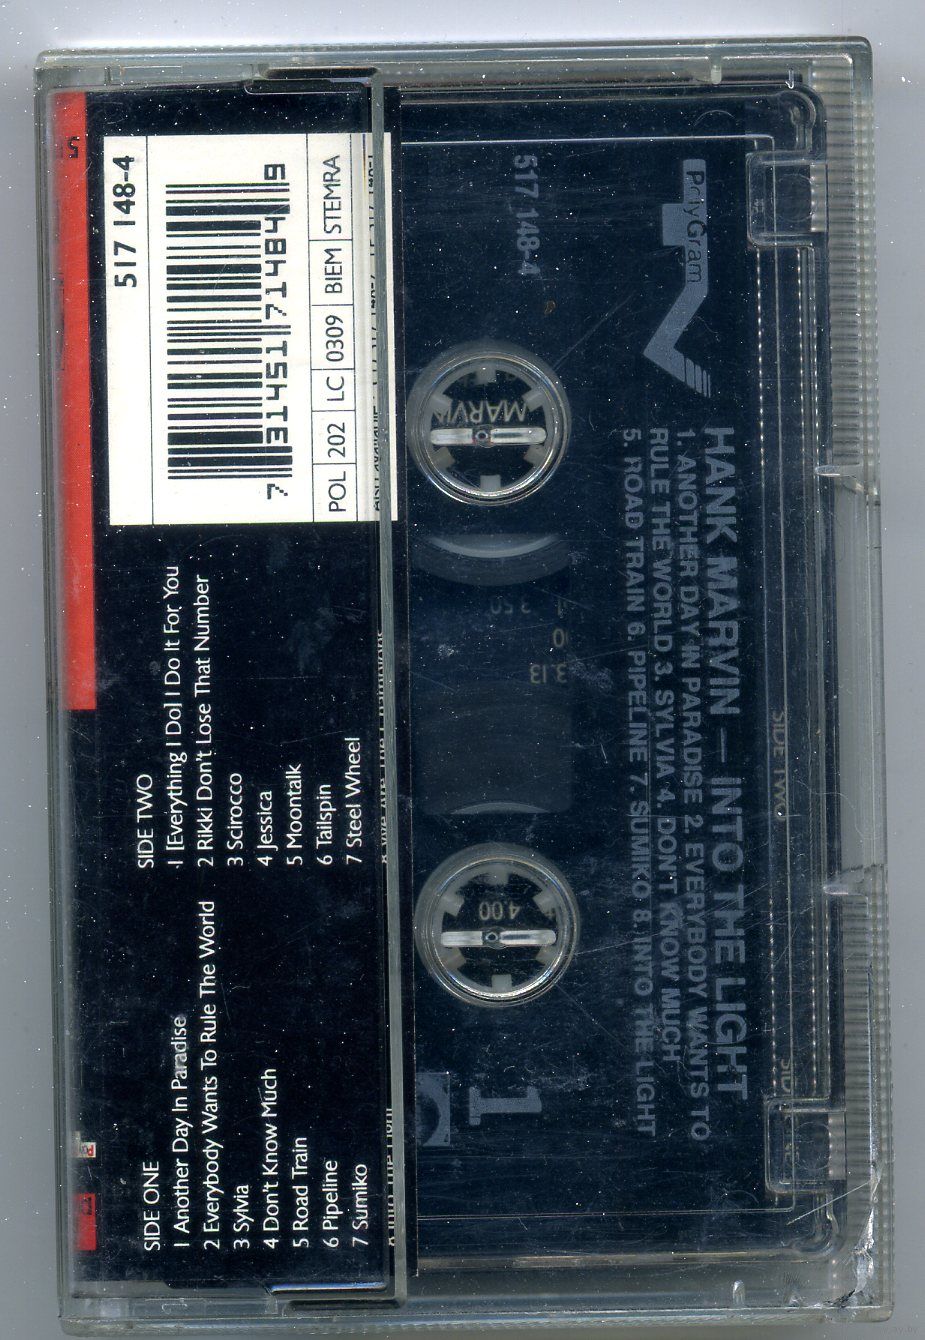 517 148-4
7 31451 71484 9
POL 202 LC 0309 BIEM STEMRA
SIDE ONE
1 Another Day In Paradise
2 Everybody Wants To Rule The World
3 Sylvia
4 Don't Know Much
5 Road Train
6 Pipeline
7 Sumiko
SIDE TWO
1 [Everything I Do] I Do It For You
2 Rikki Don't Lose That Number
3 Scirocco
4 Jessica
5 Moontalk
6 Tailspin
7 Steel Wheel
PolyGram
517 148-4
HANK MARVIN — INTO THE LIGHT
1. ANOTHER DAY IN PARADISE 2. EVERYBODY WANTS TO
RULE THE WORLD 3. SYLVIA 4. DON'T KNOW MUCH
5. ROAD TRAIN 6. PIPELINE 7. SUMIKO 8. INTO THE LIGHT
1
SIDE TWO
MARVIN
3.50
3.13
4.00